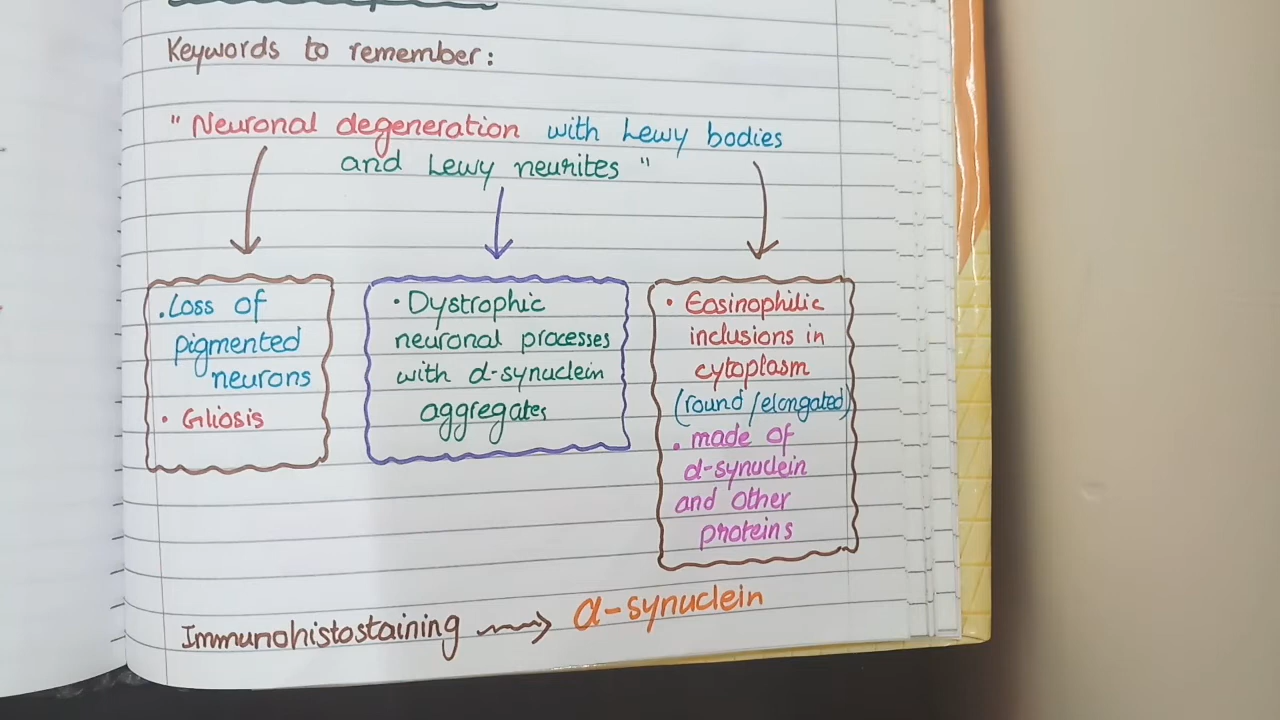 Keywords to remember:
"Neuronal degeneration with Lewy bodies
and Lewy neurites"
. Loss of
pigmented
neurons
• Gliosis
• Dystrophic
neuronal processes
with α-synuclein
aggregates
• Eosinophilic
inclusions in
cytoplasm
(round / elongated)
. made of
α-synuclein
and other
proteins
Immunohistostaining ⟶ α-synuclein